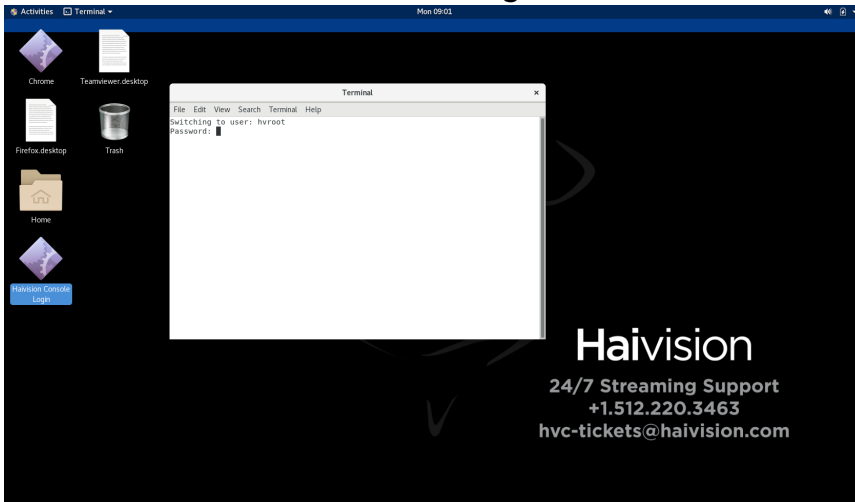 Activities Terminal
Mon 09:01
Chrome
Teamviewer.desktop
Firefox.desktop
Trash
Home
Haivision Console
Login
Terminal
File Edit View Search Terminal Help
Switching to user: hvroot
Password:
Haivision
24/7 Streaming Support
+1.512.220.3463
hvc-tickets@haivision.com